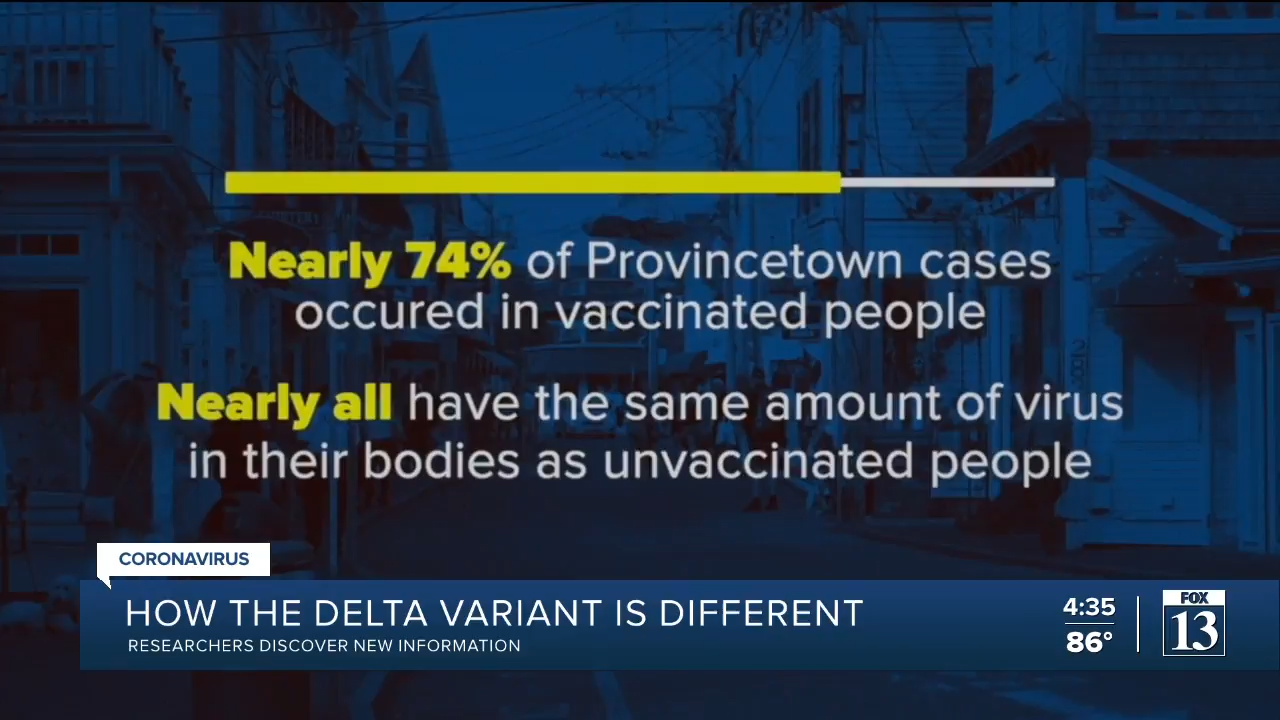 Nearly 74% of Provincetown cases
occured in vaccinated people
Nearly all have the same amount of virus
in their bodies as unvaccinated people
CORONAVIRUS
HOW THE DELTA VARIANT IS DIFFERENT
RESEARCHERS DISCOVER NEW INFORMATION
4:35
86°
FOX
13